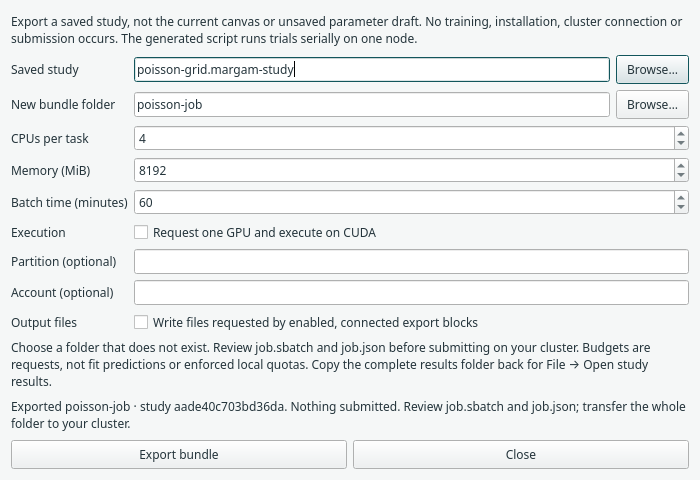 Export a saved study, not the current canvas or unsaved parameter draft. No training, installation, cluster connection or
submission occurs. The generated script runs trials serially on one node.
Saved study poisson-grid.margam-study Browse...
New bundle folder poisson-job Browse...
CPUs per task 4
Memory (MiB) 8192
Batch time (minutes) 60
Execution Request one GPU and execute on CUDA
Partition (optional)
Account (optional)
Output files Write files requested by enabled, connected export blocks
Choose a folder that does not exist. Review job.sbatch and job.json before submitting on your cluster. Budgets are
requests, not fit predictions or enforced local quotas. Copy the complete results folder back for File → Open study
results.
Exported poisson-job · study aade40c703bd36da. Nothing submitted. Review job.sbatch and job.json; transfer the whole
folder to your cluster.
Export bundle Close